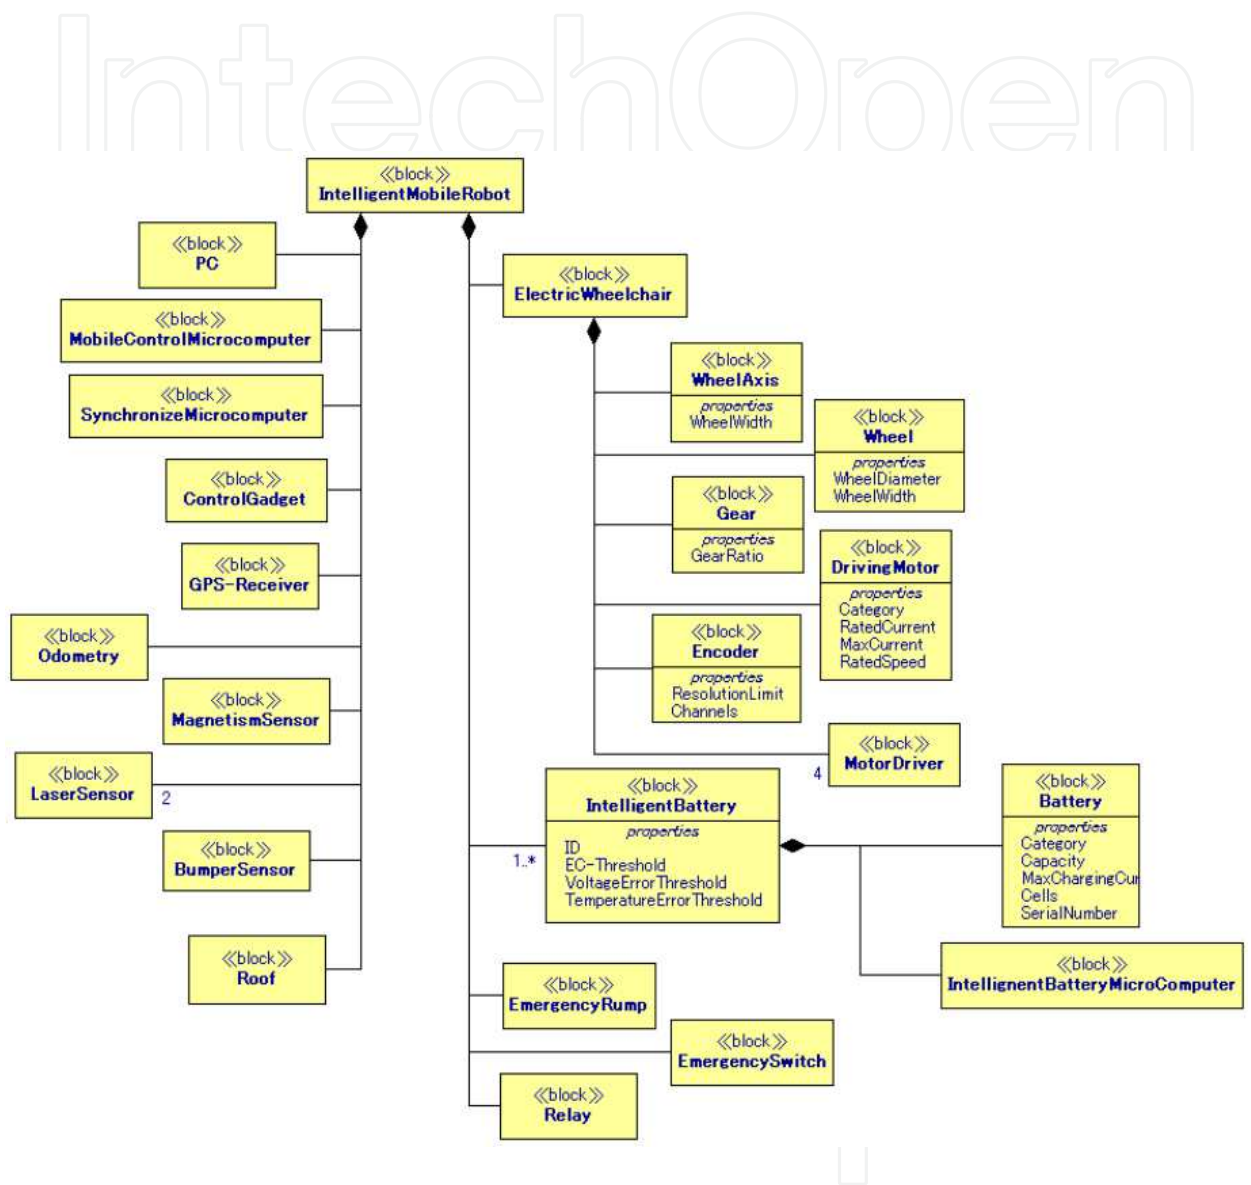 IntechOpen
≪block≫
IntelligentMobileRobot
≪block≫
PC
≪block≫
MobileControlMicrocomputer
≪block≫
SynchronizeMicrocomputer
≪block≫
ControlGadget
≪block≫
GPS-Receiver
≪block≫
Odometry
≪block≫
MagnetismSensor
≪block≫
LaserSensor
2
≪block≫
BumperSensor
≪block≫
Roof
≪block≫
ElectricWheelchair
≪block≫
WheelAxis
properties
WheelWidth
≪block≫
Wheel
properties
WheelDiameter
WheelWidth
≪block≫
Gear
properties
GearRatio
≪block≫
DrivingMotor
properties
Category
RatedCurrent
MaxCurrent
RatedSpeed
≪block≫
Encoder
properties
ResolutionLimit
Channels
≪block≫
MotorDriver
4
≪block≫
IntelligentBattery
properties
ID
EC-Threshold
VoltageErrorThreshold
TemperatureErrorThreshold
1..*
≪block≫
Battery
properties
Category
Capacity
MaxChargingCur
Cells
SerialNumber
≪block≫
IntellignentBatteryMicroComputer
≪block≫
EmergencyRump
≪block≫
EmergencySwitch
≪block≫
Relay